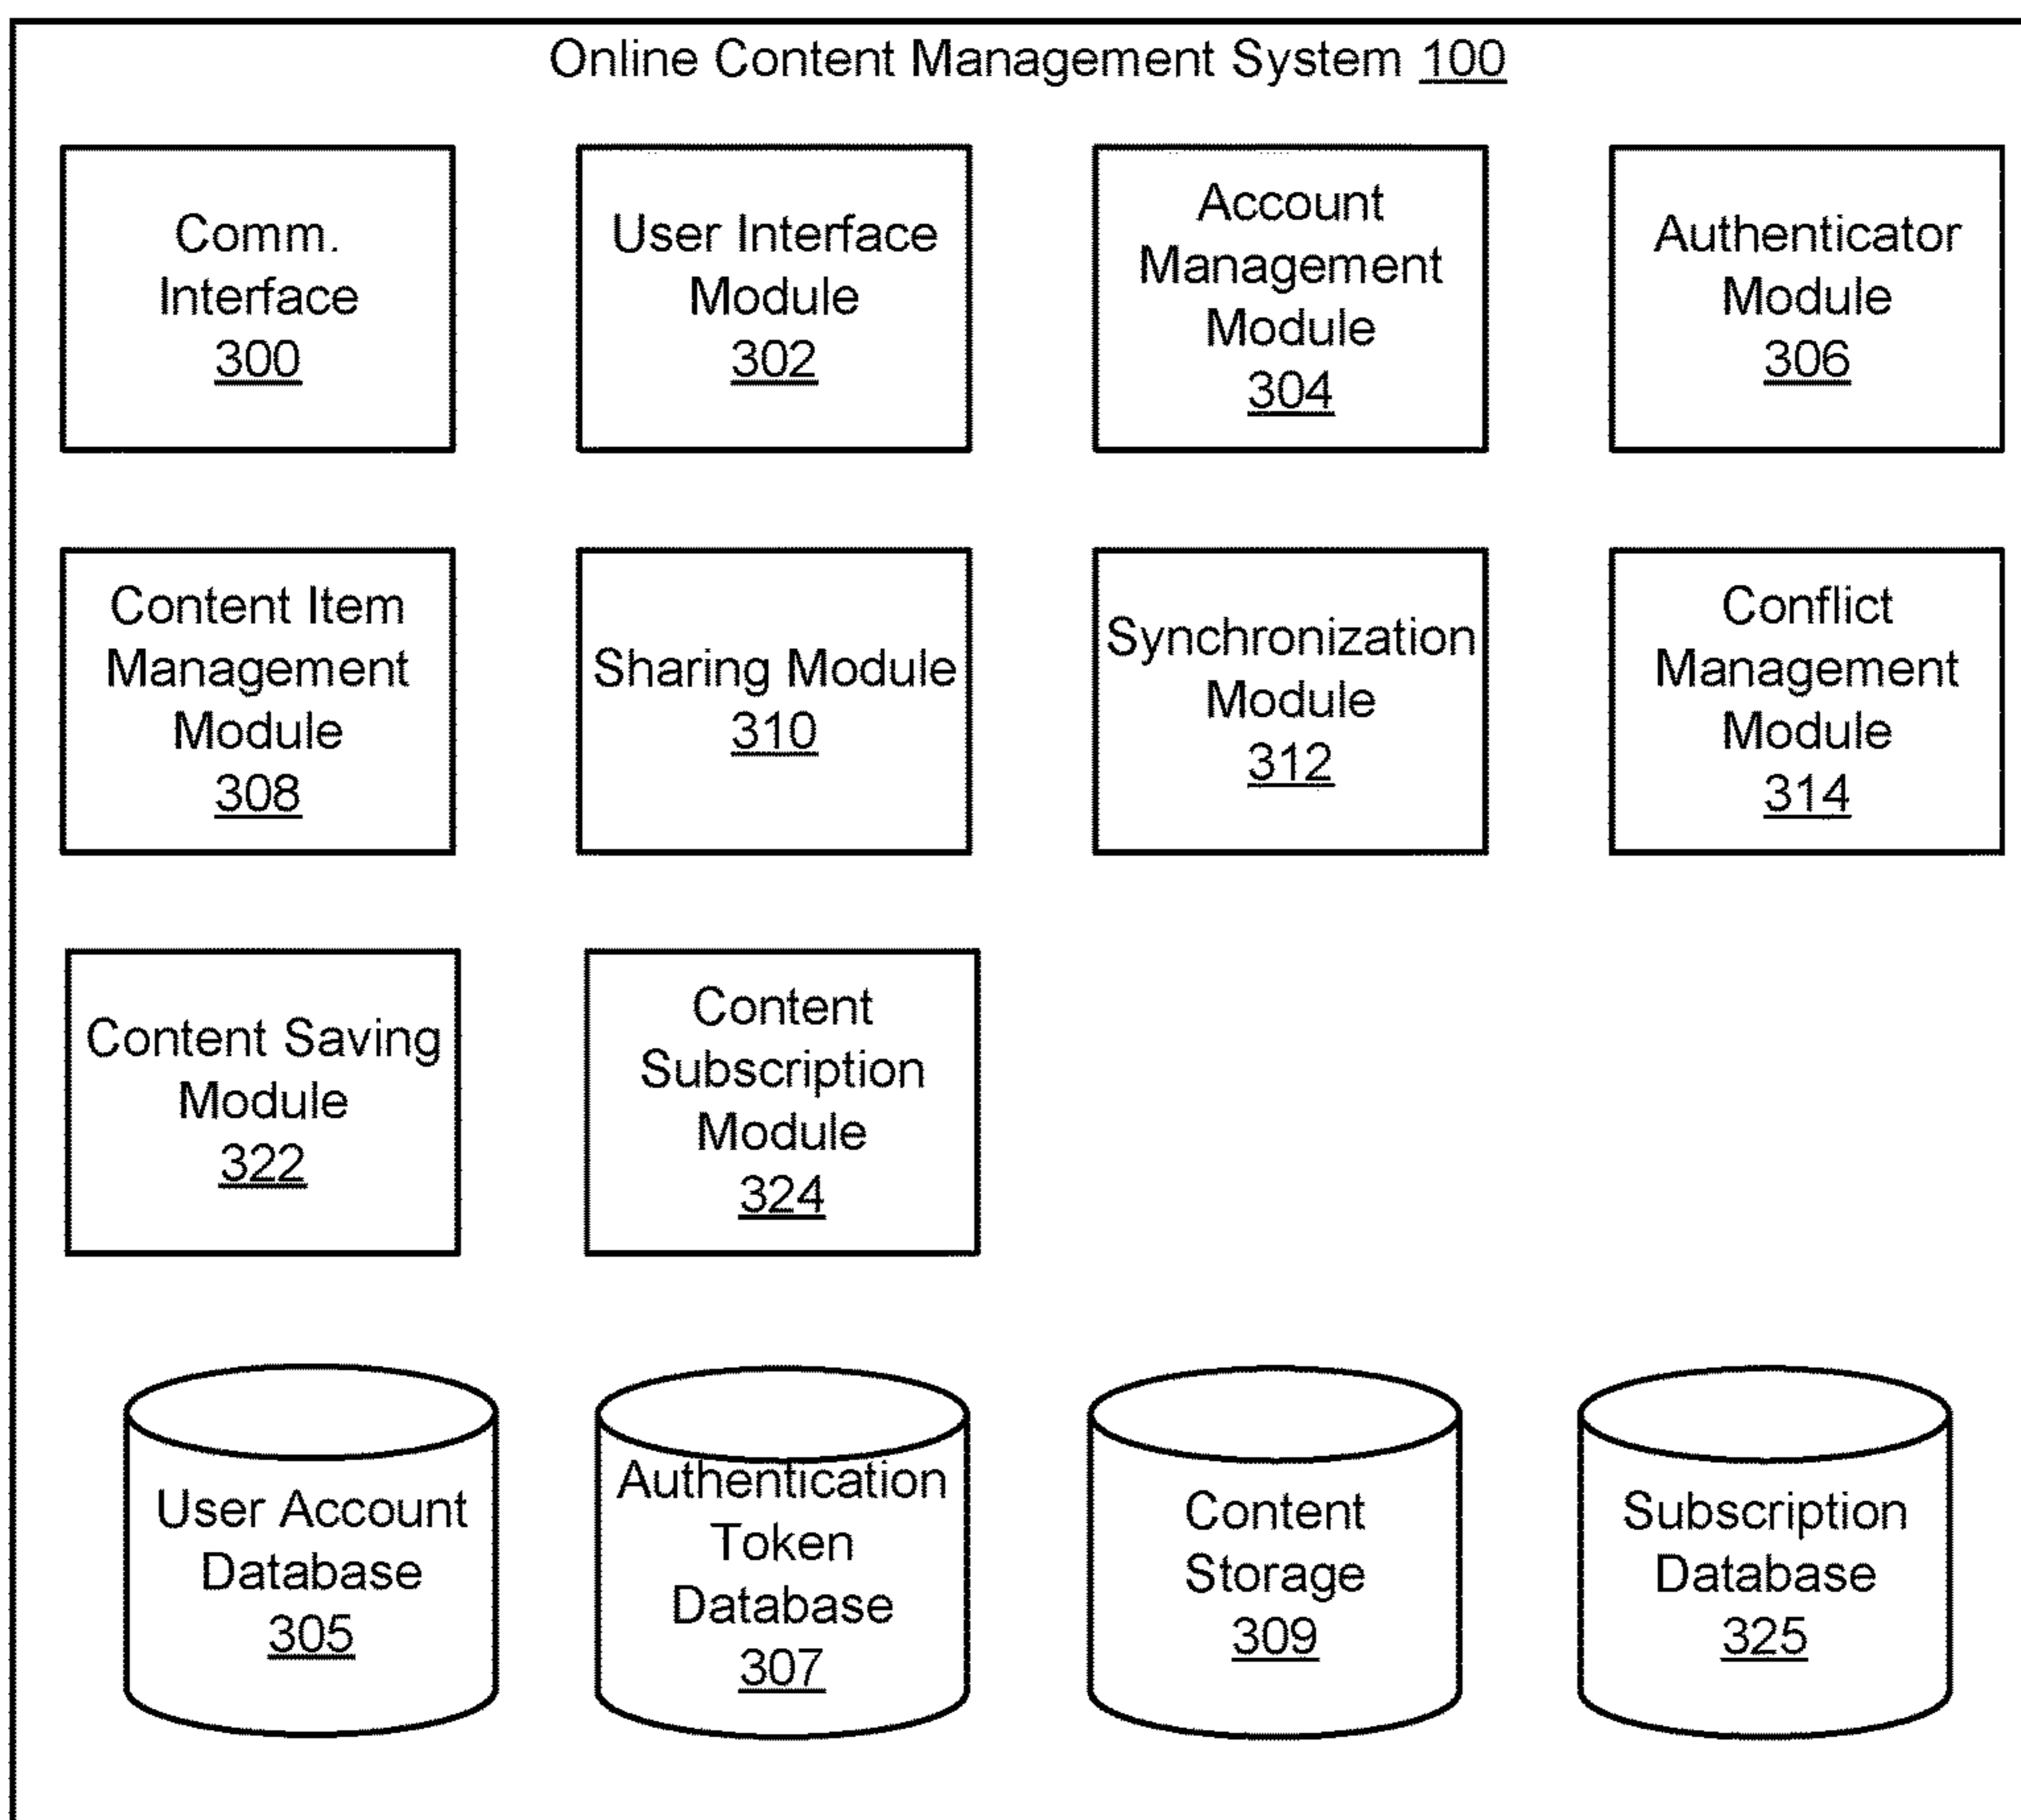 Online Content Management System 100
Comm.
Interface
300
User Interface
Module
302
Account
Management
Module
304
Authenticator
Module
306
Content Item
Management
Module
308
Sharing Module
310
Synchronization
Module
312
Conflict
Management
Module
314
Content Saving
Module
322
Content
Subscription
Module
324
User Account
Database
305
Authentication
Token
Database
307
Content
Storage
309
Subscription
Database
325